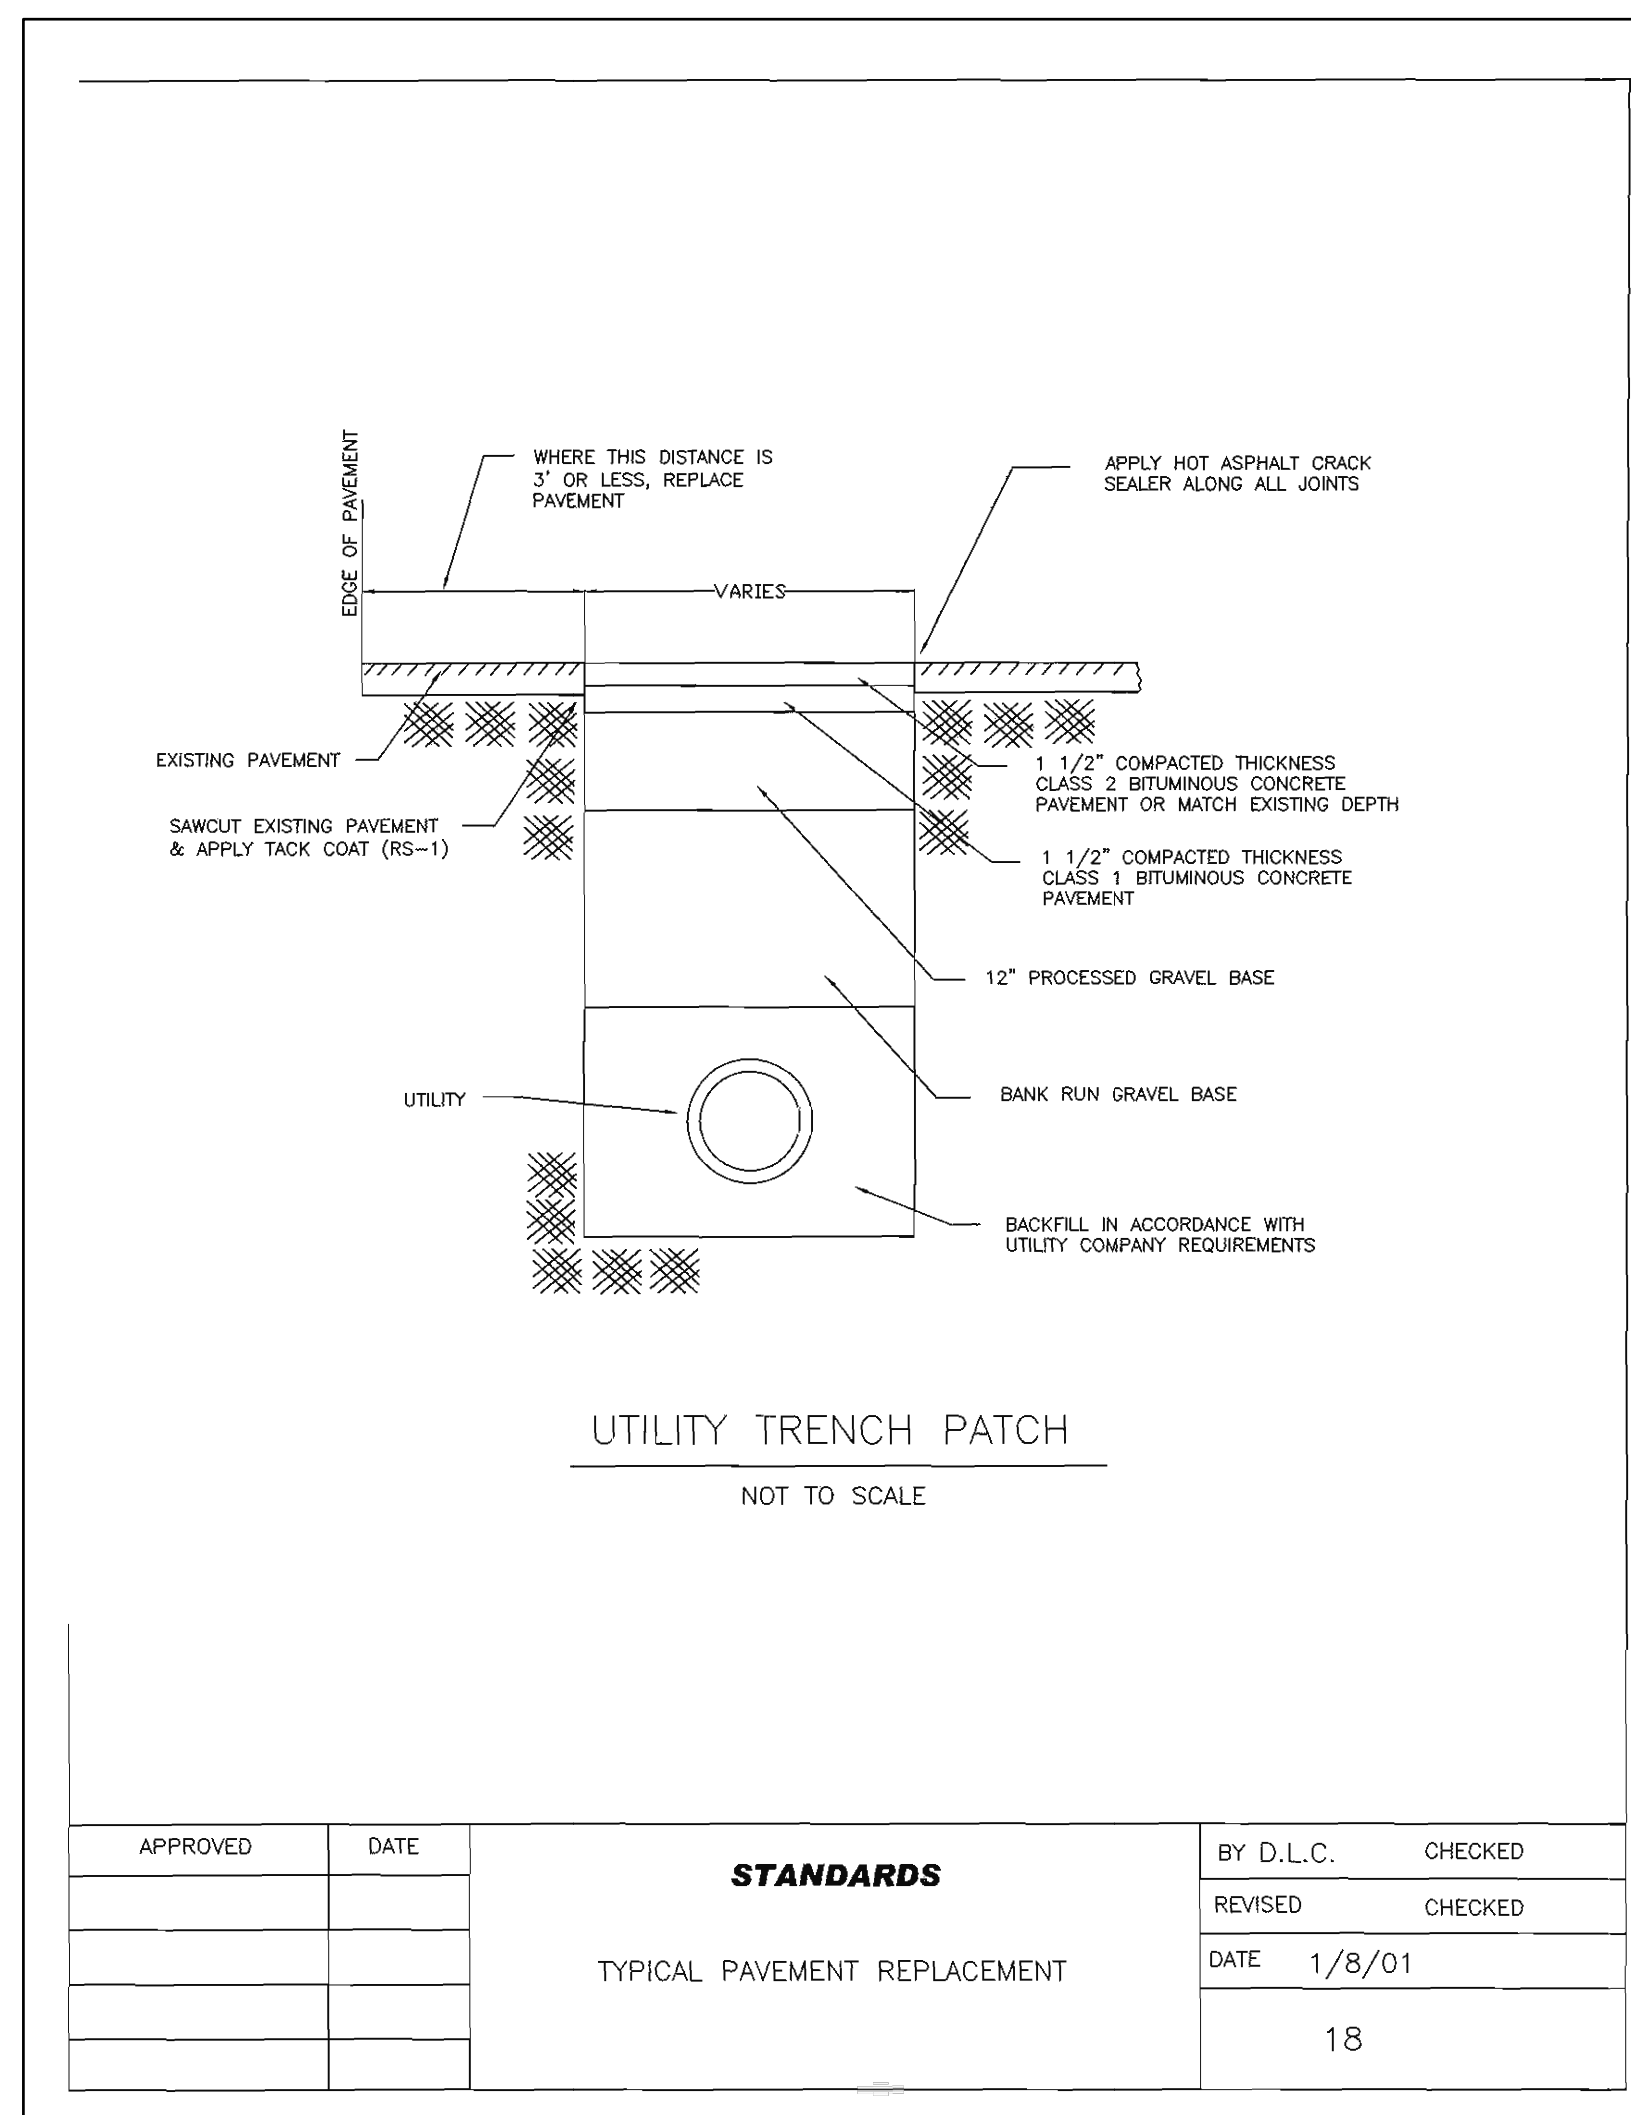 EDGE OF PAVEMENT
WHERE THIS DISTANCE IS
3' OR LESS, REPLACE
PAVEMENT
APPLY HOT ASPHALT CRACK
SEALER ALONG ALL JOINTS
VARIES
EXISTING PAVEMENT
SAWCUT EXISTING PAVEMENT
& APPLY TACK COAT (RS-1)
1 1/2" COMPACTED THICKNESS
CLASS 2 BITUMINOUS CONCRETE
PAVEMENT OR MATCH EXISTING DEPTH
1 1/2" COMPACTED THICKNESS
CLASS 1 BITUMINOUS CONCRETE
PAVEMENT
12" PROCESSED GRAVEL BASE
BANK RUN GRAVEL BASE
UTILITY
BACKFILL IN ACCORDANCE WITH
UTILITY COMPANY REQUIREMENTS
UTILITY TRENCH PATCH
NOT TO SCALE
APPROVED DATE
STANDARDS
TYPICAL PAVEMENT REPLACEMENT
BY D.L.C. CHECKED
REVISED CHECKED
DATE 1/8/01
18